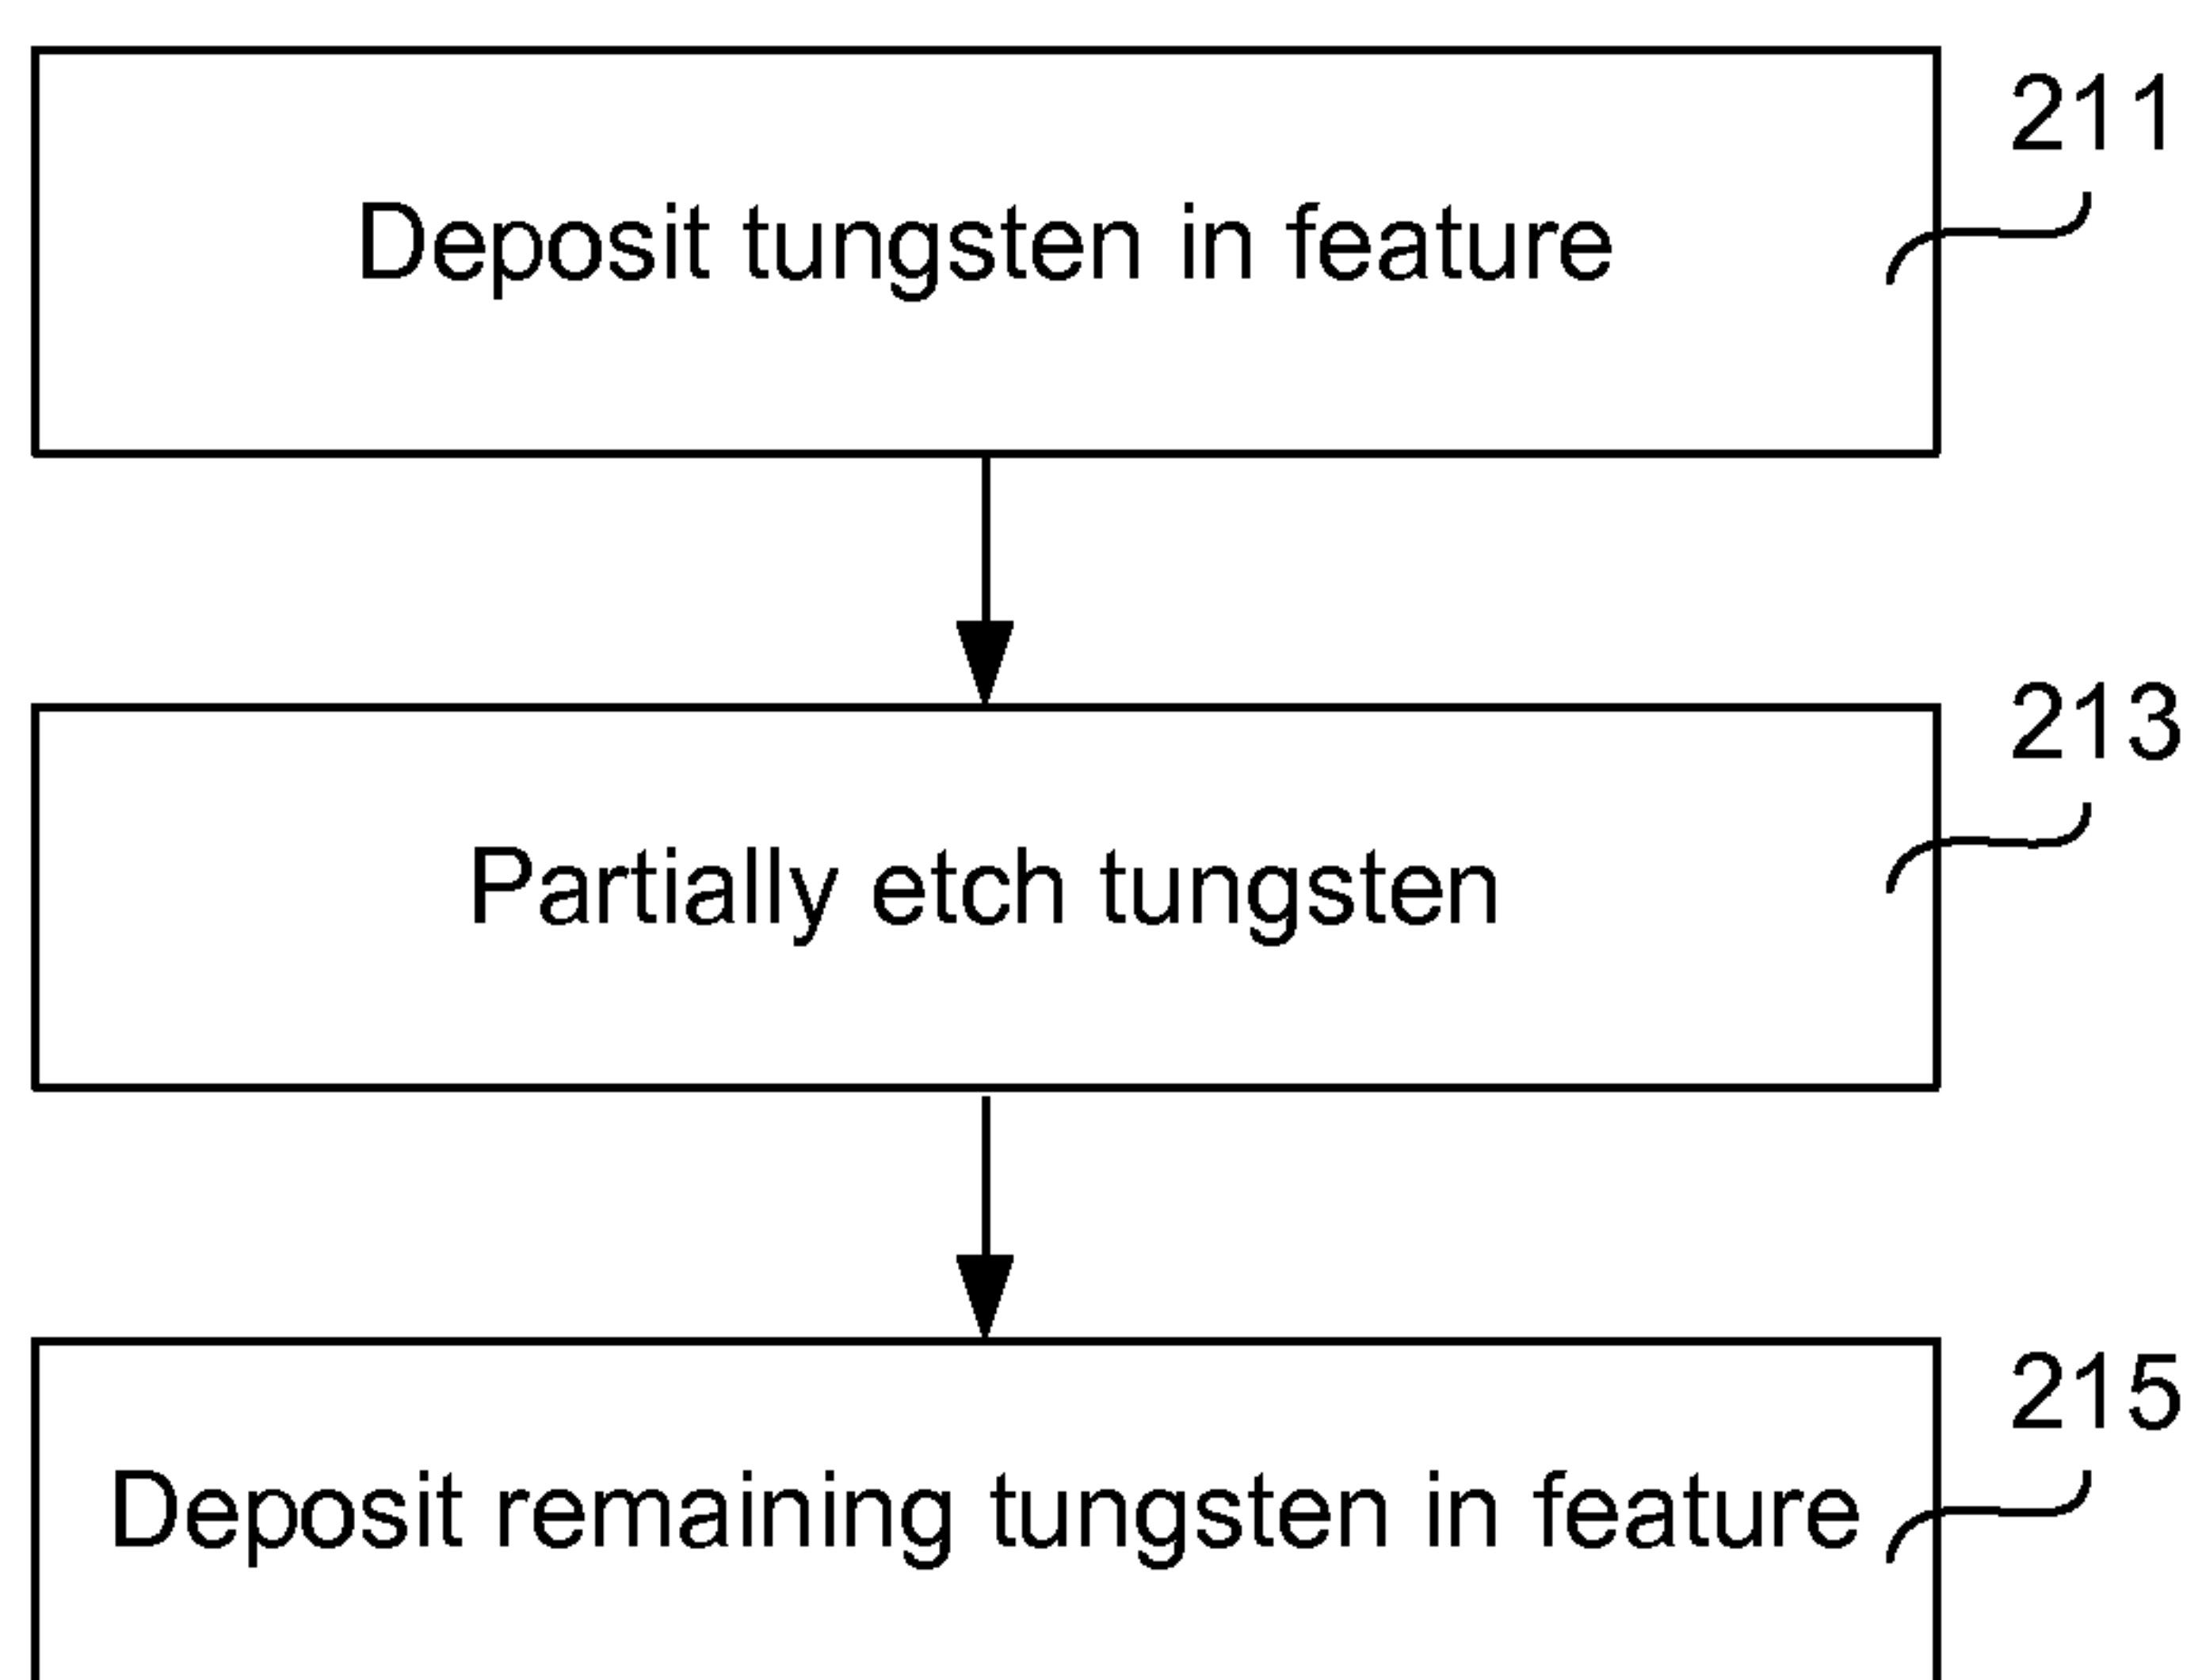 211
Deposit tungsten in feature
213
Partially etch tungsten
215
Deposit remaining tungsten in feature